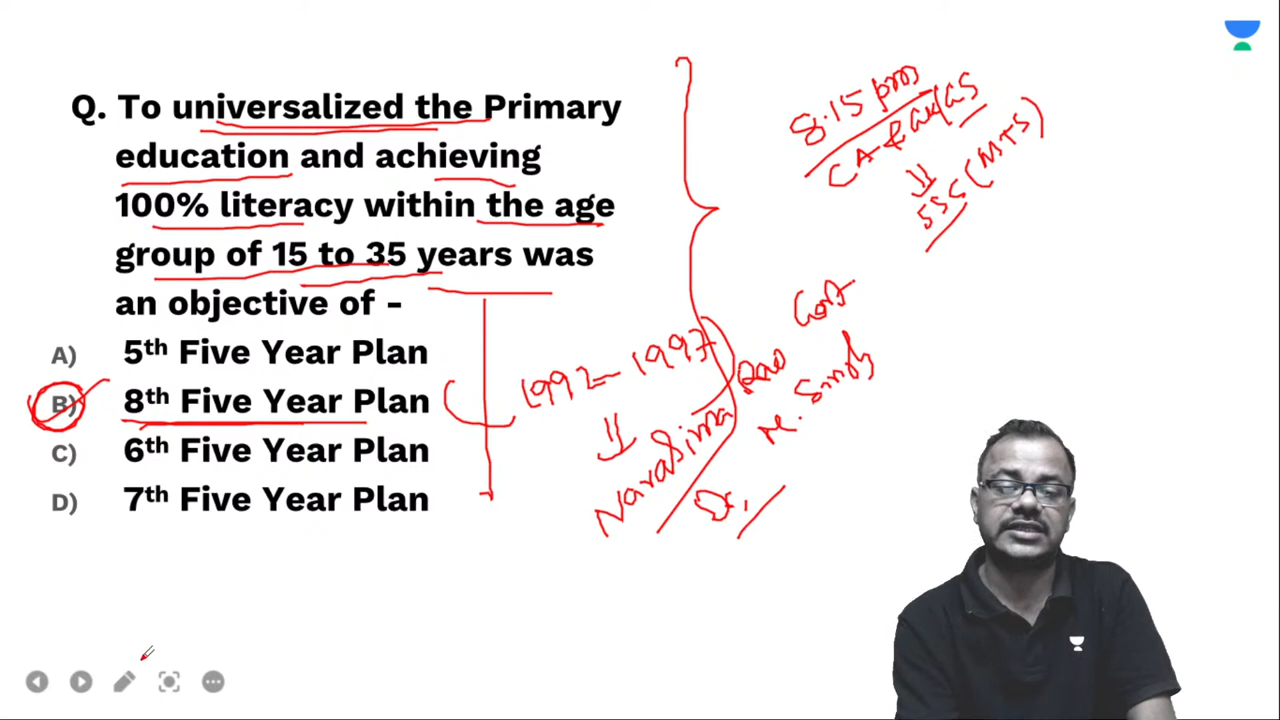 Q. To universalized the Primary
education and achieving
100% literacy within the age
group of 15 to 35 years was
an objective of -
A) 5th Five Year Plan
B) 8th Five Year Plan
C) 6th Five Year Plan
D) 7th Five Year Plan
1992-1997
Narasima Rao Govt
Dr. M. Singh
8.15 pm
SSC (MTS)